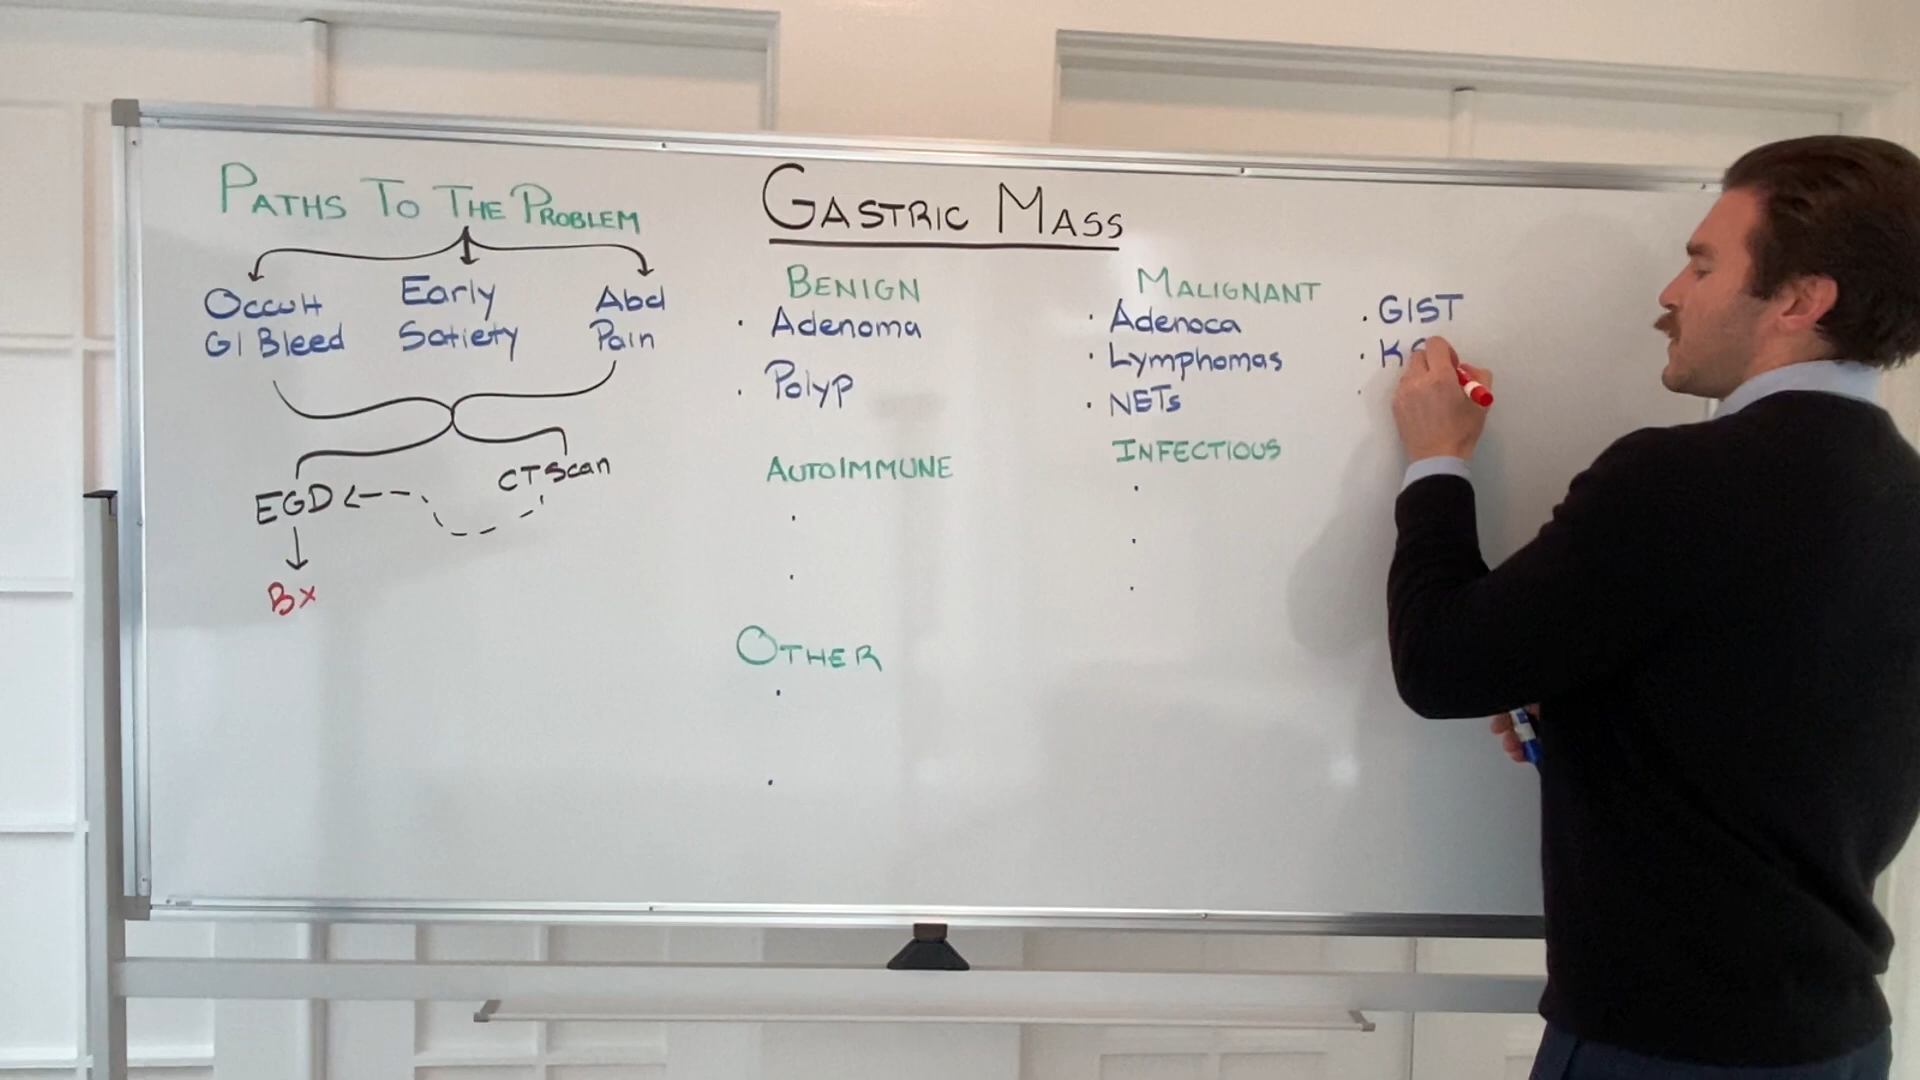 PATHS TO THE PROBLEM
Occult
GI Bleed
Early
Satiety
Abd
Pain
EGD
CT Scan
Bx
GASTRIC MASS
BENIGN
· Adenoma
· Polyp
MALIGNANT
· Adenoca
· Lymphomas
· NETs
· GIST
AUTOIMMUNE
INFECTIOUS
OTHER